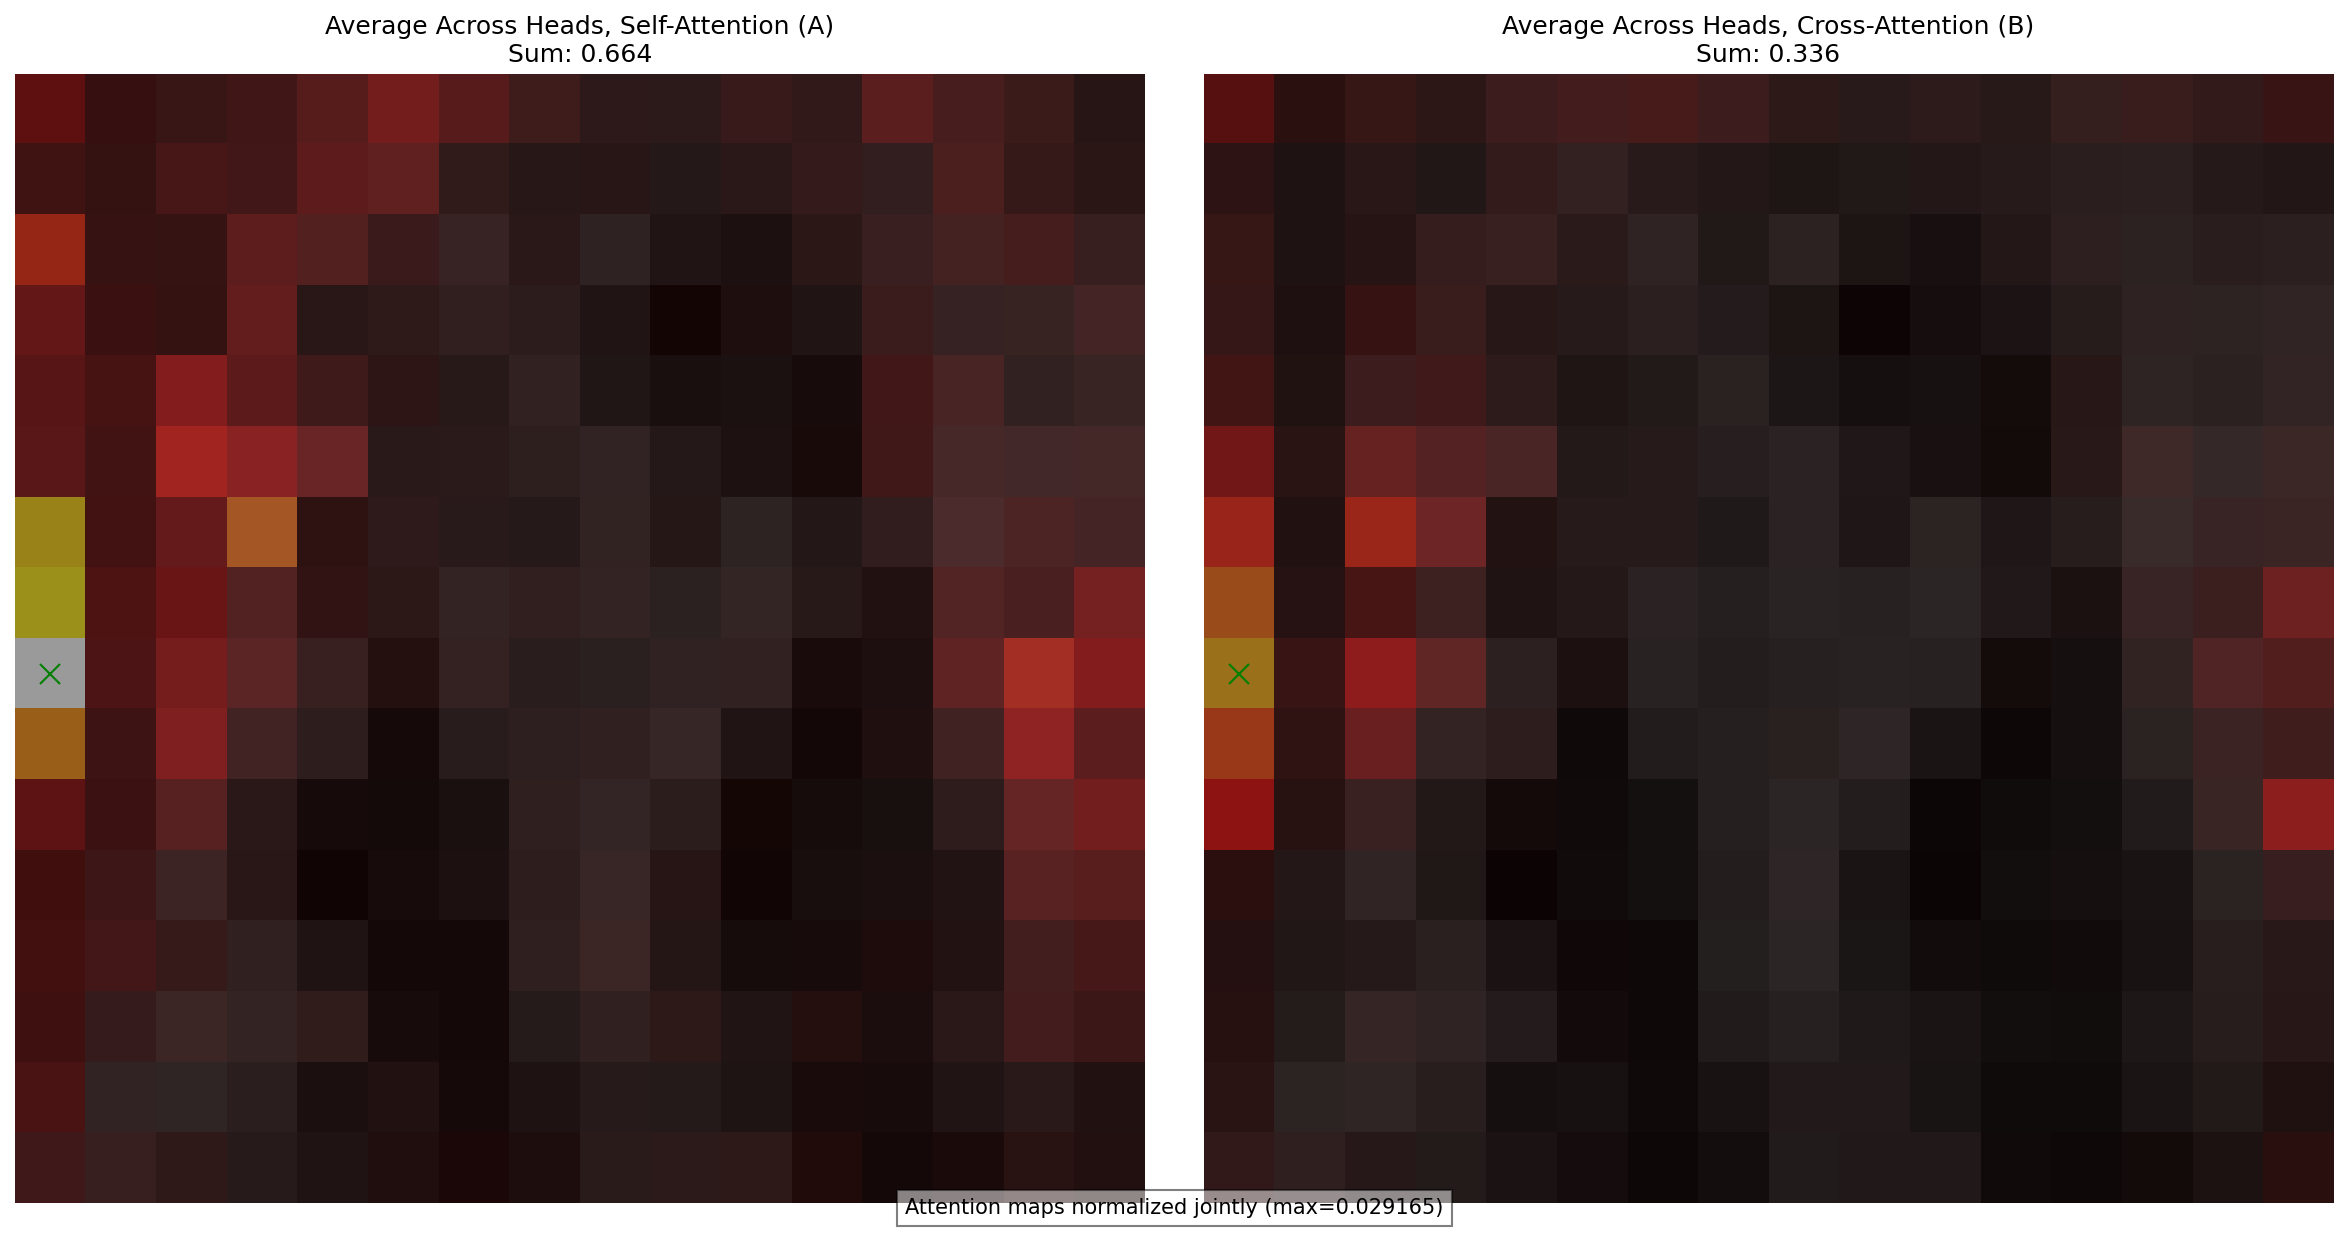 Average Across Heads, Self-Attention (A)
Sum: 0.664
Average Across Heads, Cross-Attention (B)
Sum: 0.336
Attention maps normalized jointly (max=0.029165)